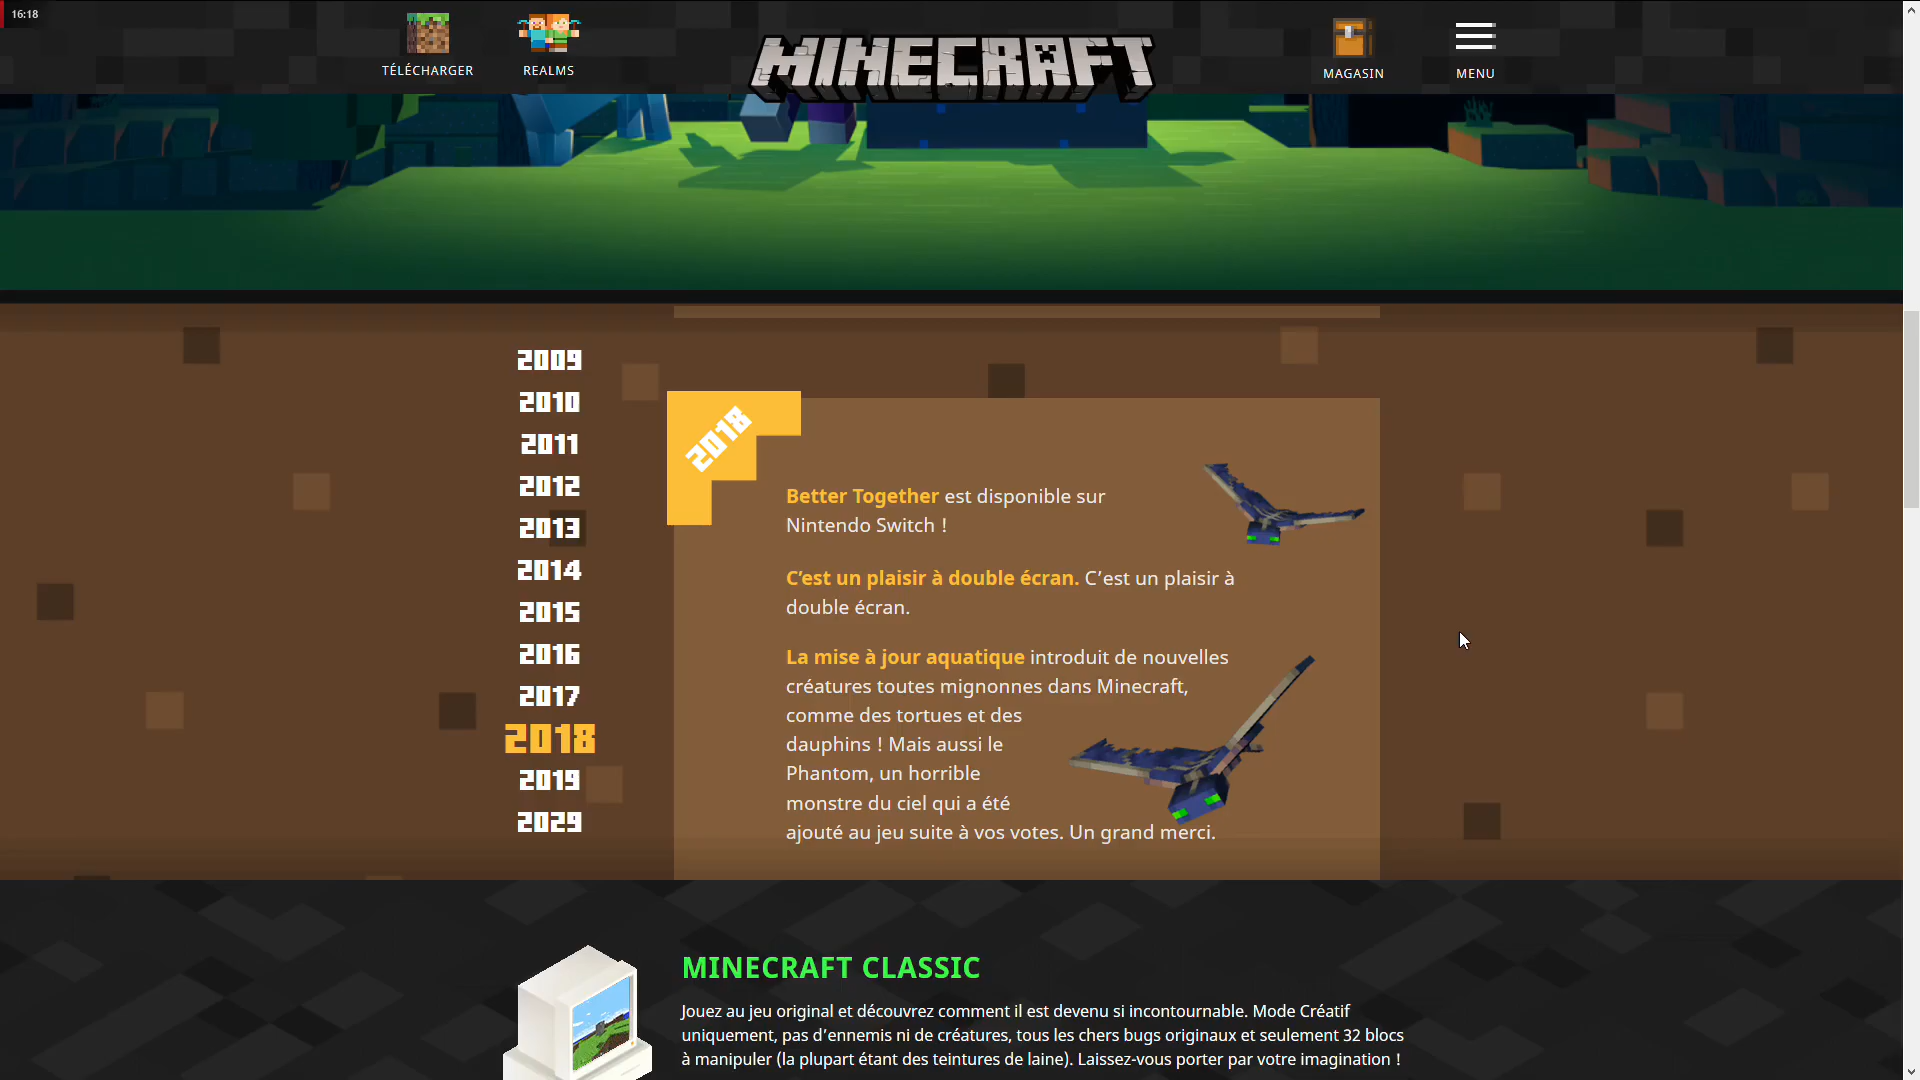 16:18
TÉLÉCHARGER
REALMS
MINECRAFT
MAGASIN
MENU
2009
2010
2011
2012
2013
2014
2015
2016
2017
2018
2019
2029
2018
Better Together est disponible sur
Nintendo Switch !
C’est un plaisir à double écran. C’est un plaisir à
double écran.
La mise à jour aquatique introduit de nouvelles
créatures toutes mignonnes dans Minecraft,
comme des tortues et des
dauphins ! Mais aussi le
Phantom, un horrible
monstre du ciel qui a été
ajouté au jeu suite à vos votes. Un grand merci.
MINECRAFT CLASSIC
Jouez au jeu original et découvrez comment il est devenu si incontournable. Mode Créatif
uniquement, pas d’ennemis ni de créatures, tous les chers bugs originaux et seulement 32 blocs
à manipuler (la plupart étant des teintures de laine). Laissez-vous porter par votre imagination !